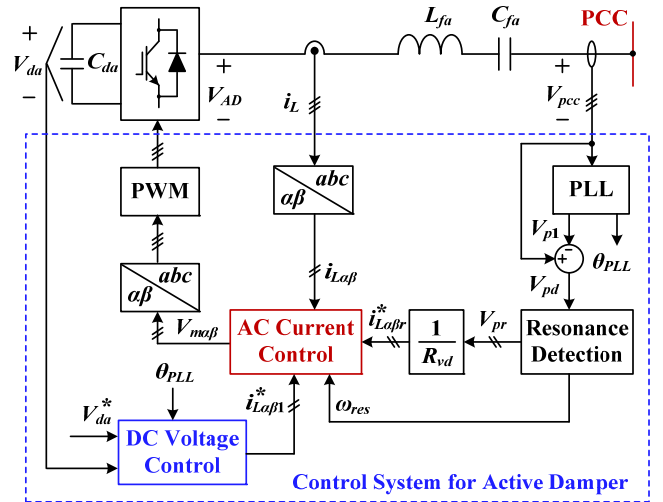 L_fa C_fa PCC
+ V_da − C_da
+ V_AD −
i_L
+ V_pcc −
PWM
abc
αβ
PLL
V_p1
θ_PLL
−
+
V_pd
i_Lαβ
abc
αβ
V_mαβ
AC Current
Control
i*_Lαβr
1
R_vd
V_pr
Resonance
Detection
θ_PLL
V_da*
DC Voltage
Control
i*_Lαβ1
ω_res
Control System for Active Damper